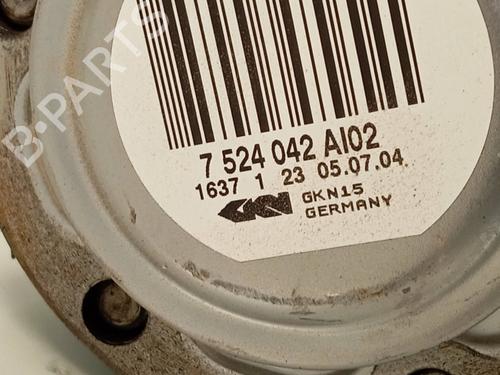 B-PARTS
7 524 042 AI02
1637 1 23 05.07.04
GKN GKN15
GERMANY